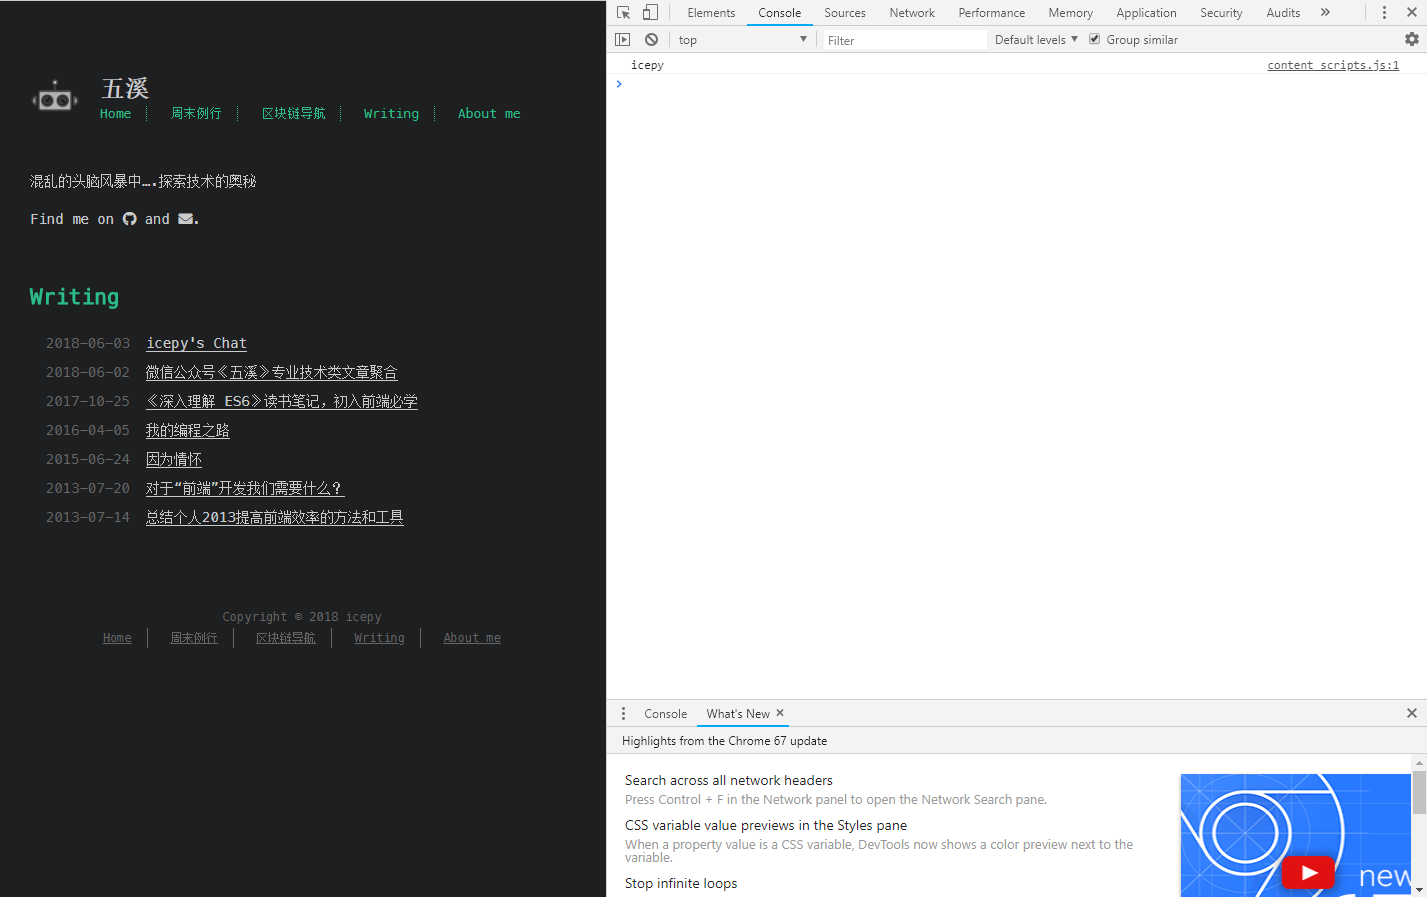 五溪
Home 周末例行 区块链导航 Writing About me
混乱的头脑风暴中….探索技术的奥秘
Find me on and .
Writing
2018-06-03 icepy's Chat
2018-06-02 微信公众号《五溪》专业技术类文章聚合
2017-10-25 《深入理解 ES6》读书笔记，初入前端必学
2016-04-05 我的编程之路
2015-06-24 因为情怀
2013-07-20 对于“前端”开发我们需要什么？
2013-07-14 总结个人2013提高前端效率的方法和工具
Copyright © 2018 icepy
Home 周末例行 区块链导航 Writing About me
Elements Console Sources Network Performance Memory Application Security Audits »
top Filter Default levels Group similar
icepy content scripts.js:1
Console What's New
Highlights from the Chrome 67 update
Search across all network headers
Press Control + F in the Network panel to open the Network Search pane.
CSS variable value previews in the Styles pane
When a property value is a CSS variable, DevTools now shows a color preview next to the
variable.
Stop infinite loops
new